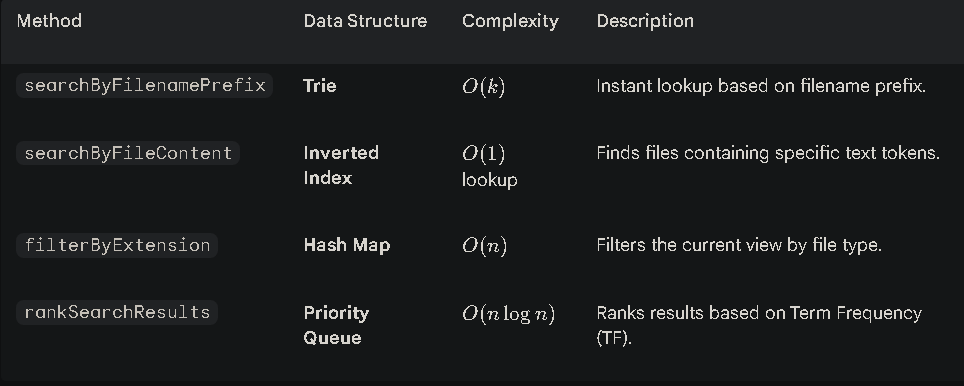 Method Data Structure Complexity Description
searchByFilenamePrefix Trie O(k) Instant lookup based on filename prefix.
searchByFileContent Inverted O(1) Finds files containing specific text tokens.
Index lookup
filterByExtension Hash Map O(n) Filters the current view by file type.
rankSearchResults Priority O(n log n) Ranks results based on Term Frequency
Queue (TF).